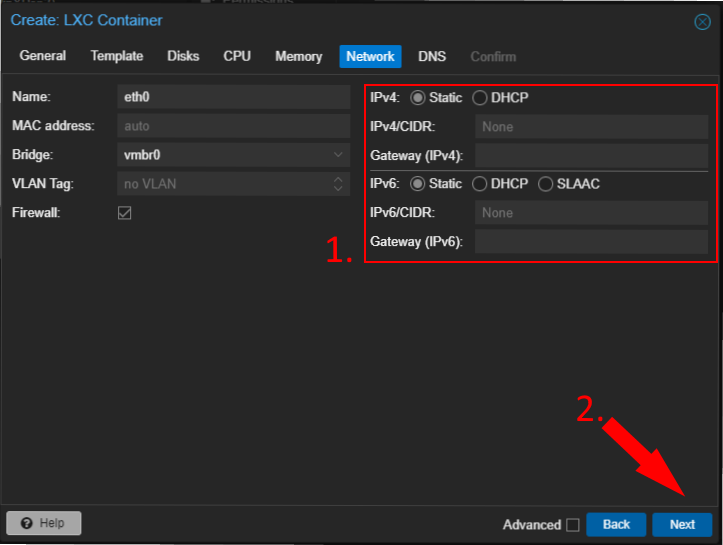 Create: LXC Container
General Template Disks CPU Memory Network DNS Confirm
Name: eth0
MAC address: auto
Bridge: vmbr0
VLAN Tag: no VLAN
Firewall:
IPv4: Static DHCP
IPv4/CIDR: None
Gateway (IPv4):
IPv6: Static DHCP SLAAC
IPv6/CIDR: None
Gateway (IPv6):
1.
2.
Help
Advanced Back Next